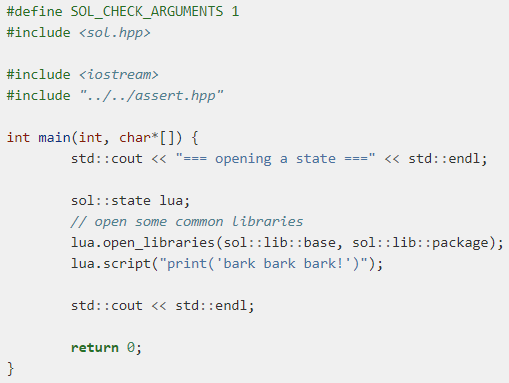 #define SOL_CHECK_ARGUMENTS 1
#include <sol.hpp>
#include <iostream>
#include "../../assert.hpp"
int main(int, char*[]) {
std::cout << "=== opening a state ===" << std::endl;
sol::state lua;
// open some common libraries
lua.open_libraries(sol::lib::base, sol::lib::package);
lua.script("print('bark bark bark!')");
std::cout << std::endl;
return 0;
}